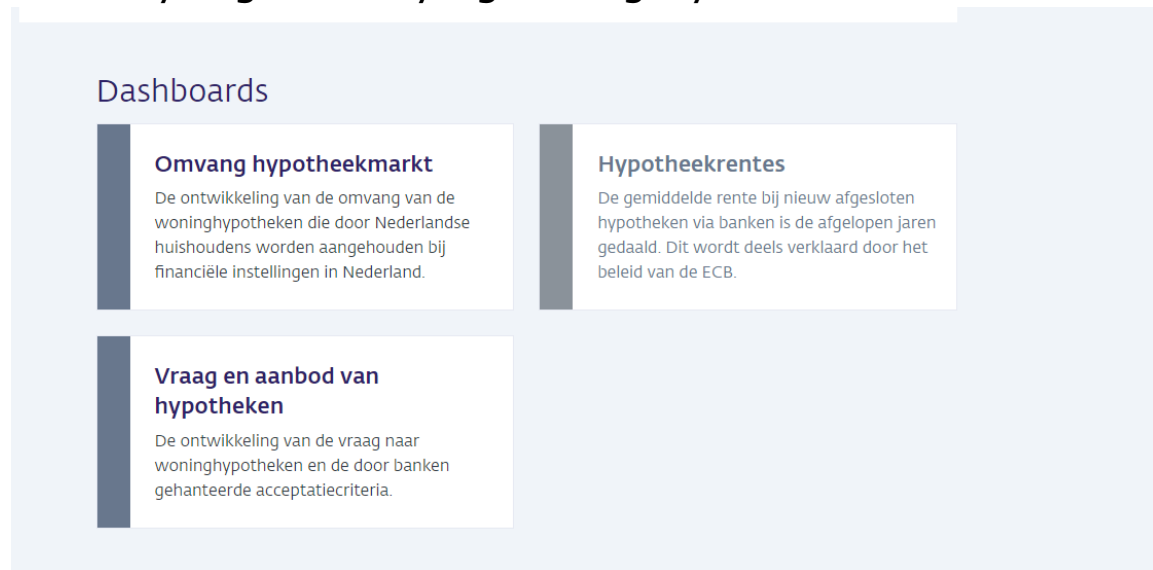 Dashboards
Omvang hypotheekmarkt
De ontwikkeling van de omvang van de
woninghypotheken die door Nederlandse
huishoudens worden aangehouden bij
financiële instellingen in Nederland.
Hypotheekrentes
De gemiddelde rente bij nieuw afgesloten
hypotheken via banken is de afgelopen jaren
gedaald. Dit wordt deels verklaard door het
beleid van de ECB.
Vraag en aanbod van
hypotheken
De ontwikkeling van de vraag naar
woninghypotheken en de door banken
gehanteerde acceptatiecriteria.